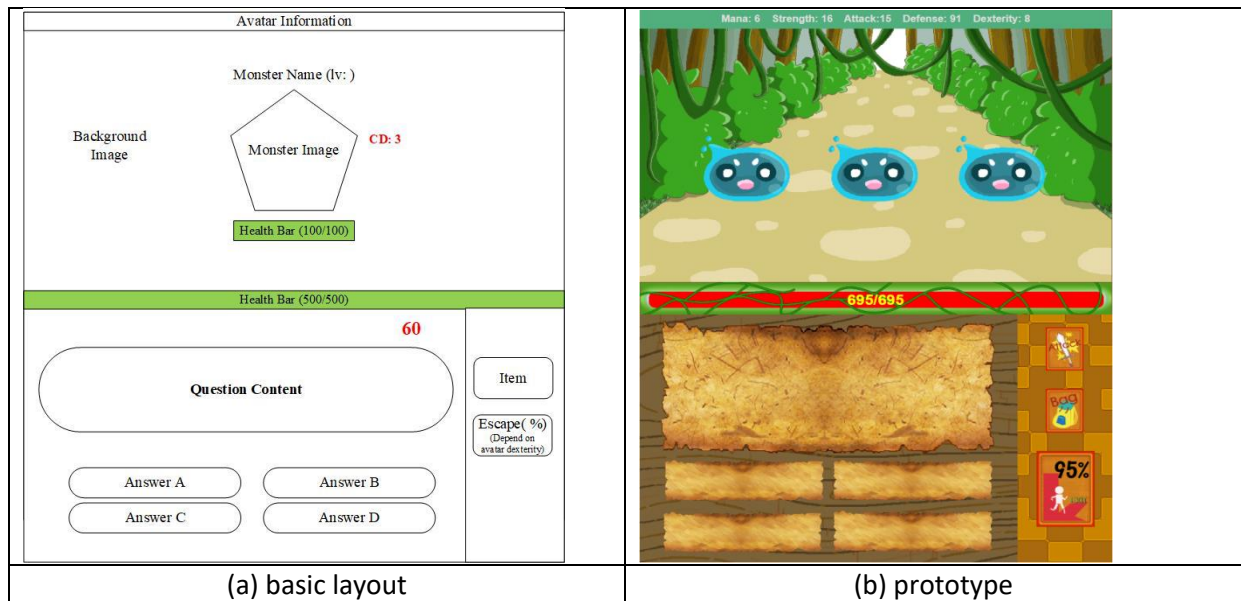 Avatar Information
Monster Name (lv: )
Background
Image
Monster Image
CD: 3
Health Bar (100/100)
Health Bar (500/500)
60
Question Content
Item
Escape( %)
(Depend on
avatar dexterity)
Answer A
Answer B
Answer C
Answer D
(a) basic layout
Mana: 6 Strength: 16 Attack:15 Defense: 91 Dexterity: 8
695/695
Attack
Bag
95%
(b) prototype